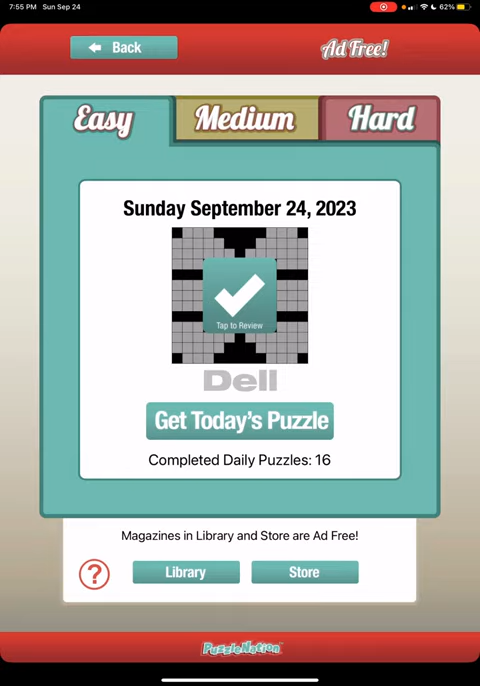 7:55 PM Sun Sep 24
62%
Back
Ad Free!
Easy
Medium
Hard
Sunday September 24, 2023
Tap to Review
Dell
Get Today's Puzzle
Completed Daily Puzzles: 16
Magazines in Library and Store are Ad Free!
?
Library
Store
PuzzleNation